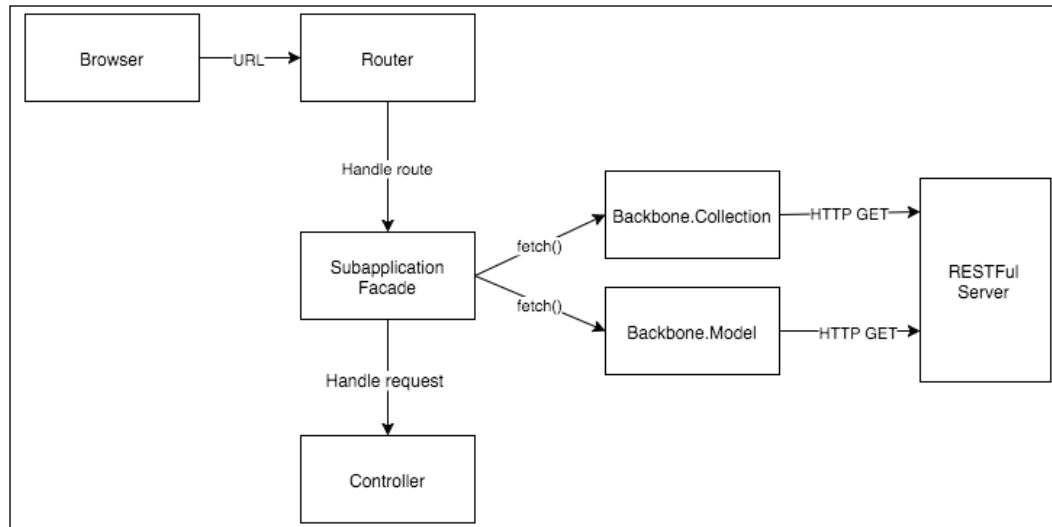 Browser
URL
Router
Handle route
Subapplication
Facade
fetch()
fetch()
Backbone.Collection
Backbone.Model
HTTP GET
HTTP GET
RESTFul
Server
Handle request
Controller